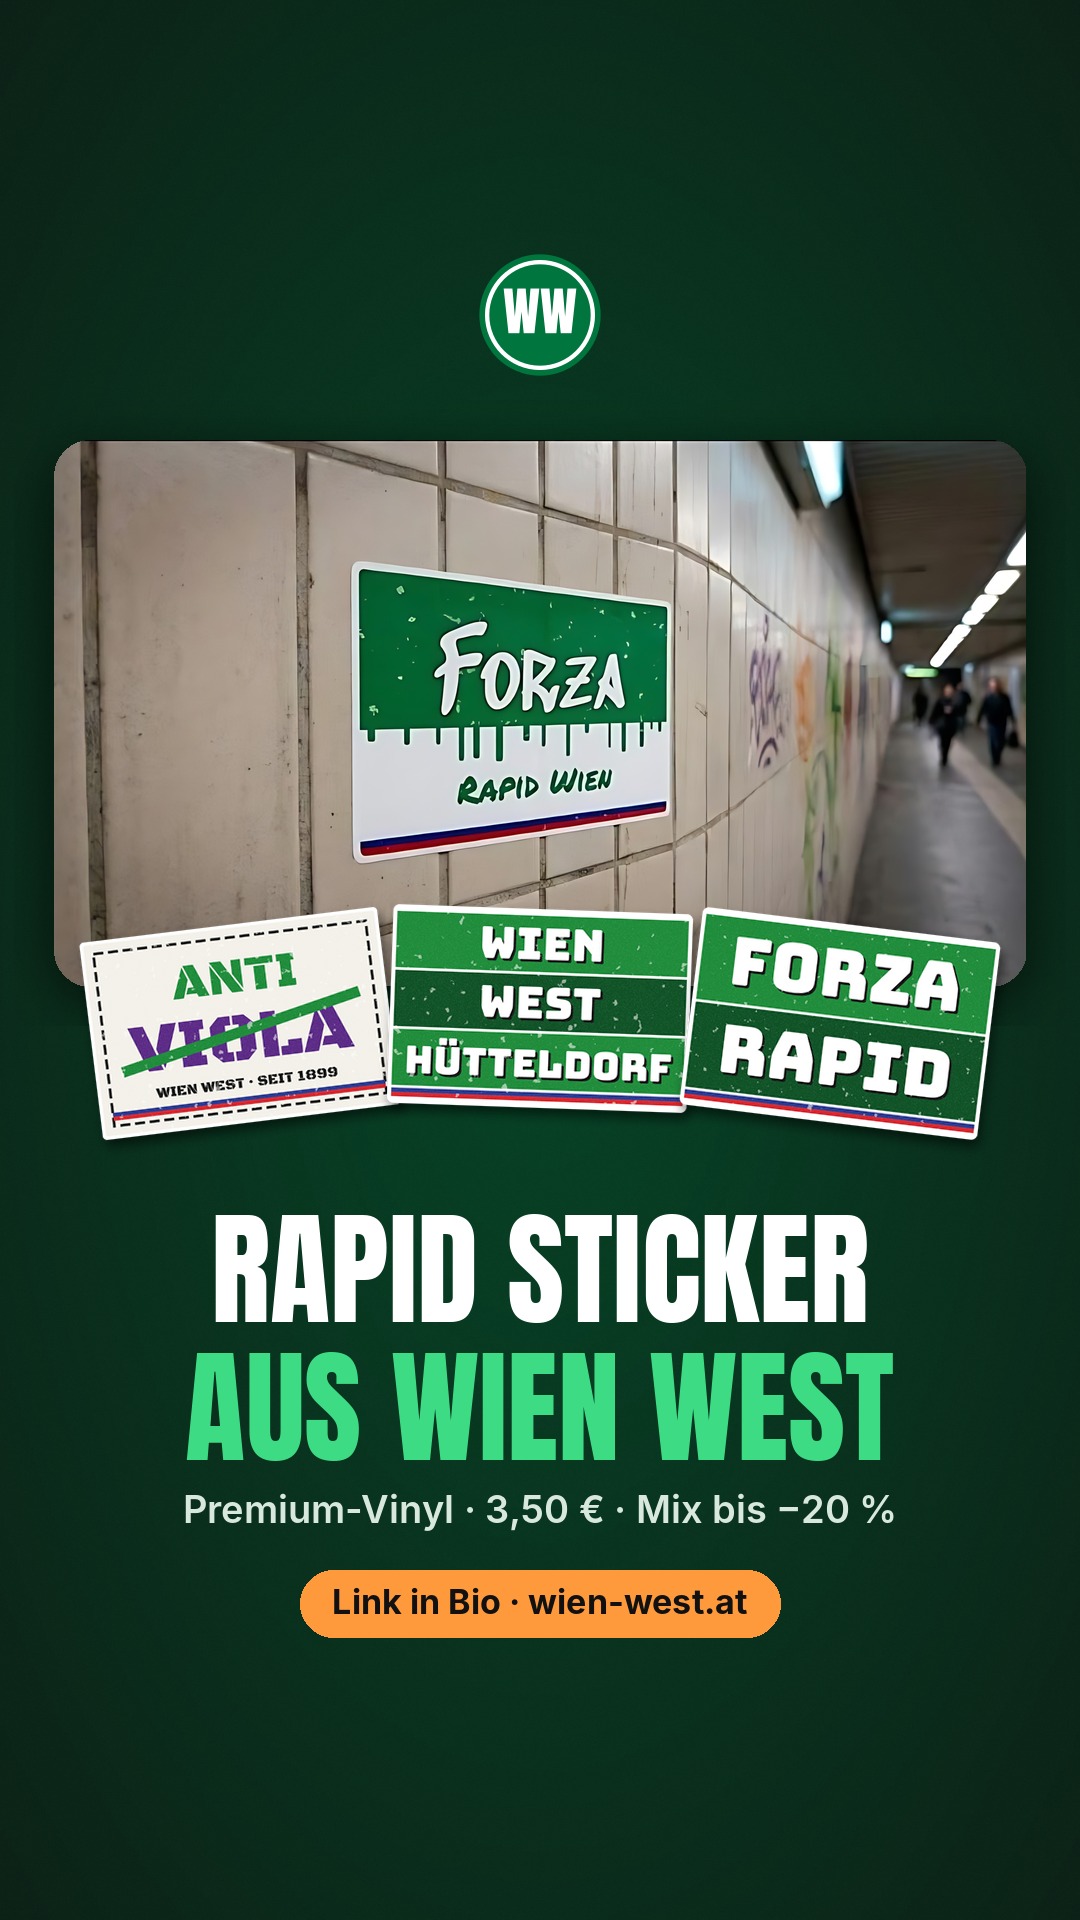 WW
FORZA
RAPID WIEN
ANTI
VIOLA
WIEN WEST · SEIT 1899
WIEN
WEST
HÜTTELDORF
FORZA
RAPID
RAPID STICKER
AUS WIEN WEST
Premium-Vinyl · 3,50 € · Mix bis −20 %
Link in Bio · wien-west.at